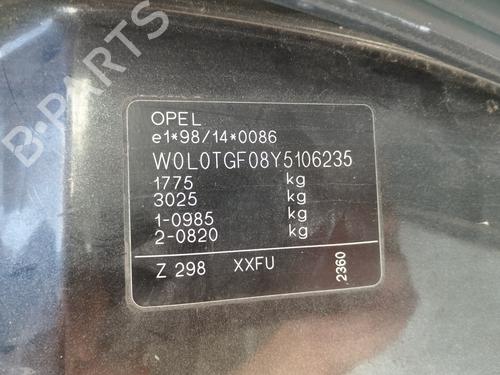 B-PARTS
OPEL
e1*98/14*0086
W0L0TGF08Y5106235
1775 kg
3025 kg
1-0985 kg
2-0820 kg
Z 298 XXFU 2360